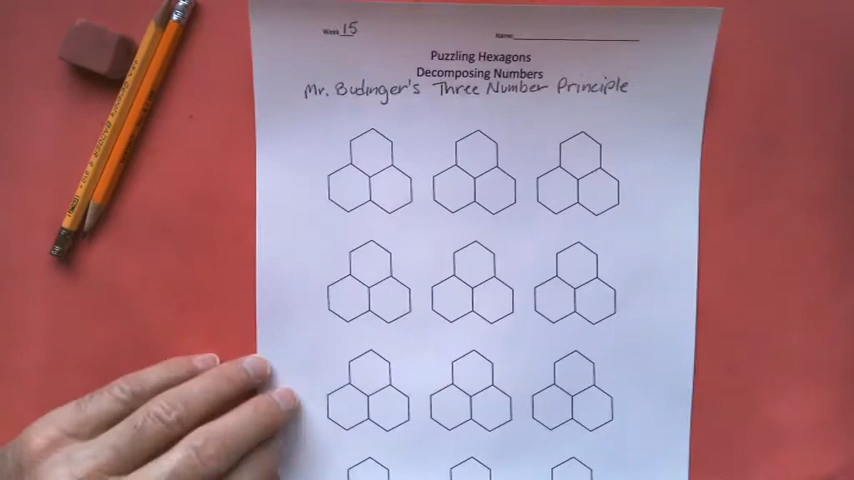 Week 15 Name:
Puzzling Hexagons
Decomposing Numbers
Mr. Budinger's Three Number Principle